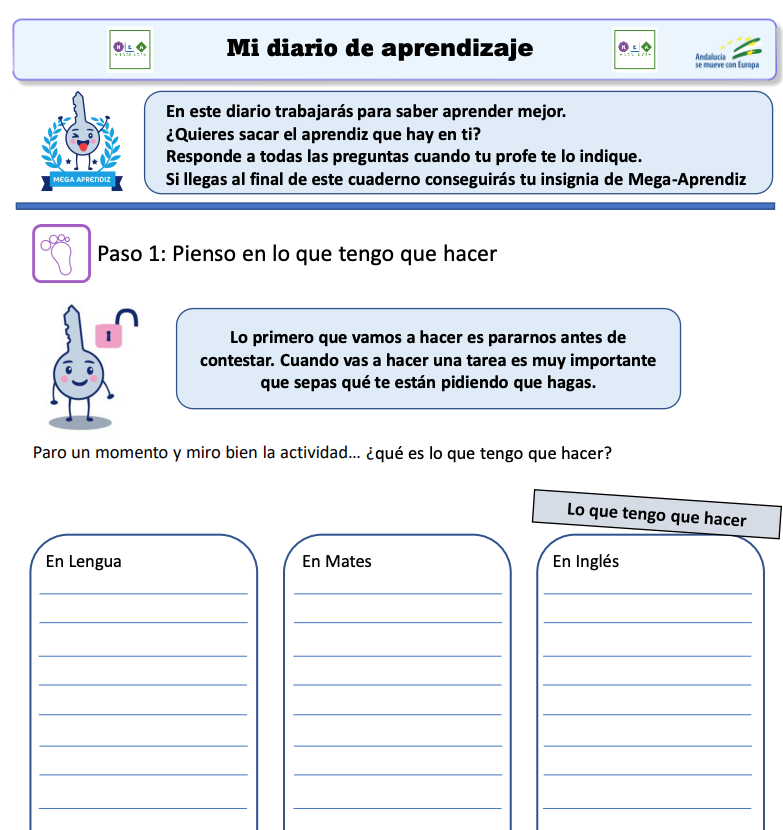 R E A
ANDALUCÍA
Mi diario de aprendizaje
R E A
ANDALUCÍA
Andalucía
se mueve con Europa
En este diario trabajarás para saber aprender mejor.
¿Quieres sacar el aprendiz que hay en ti?
Responde a todas las preguntas cuando tu profe te lo indique.
Si llegas al final de este cuaderno conseguirás tu insignia de Mega-Aprendiz
MEGA APRENDIZ
Paso 1: Pienso en lo que tengo que hacer
Lo primero que vamos a hacer es pararnos antes de
contestar. Cuando vas a hacer una tarea es muy importante
que sepas qué te están pidiendo que hagas.
Paro un momento y miro bien la actividad... ¿qué es lo que tengo que hacer?
Lo que tengo que hacer
En Lengua
En Mates
En Inglés